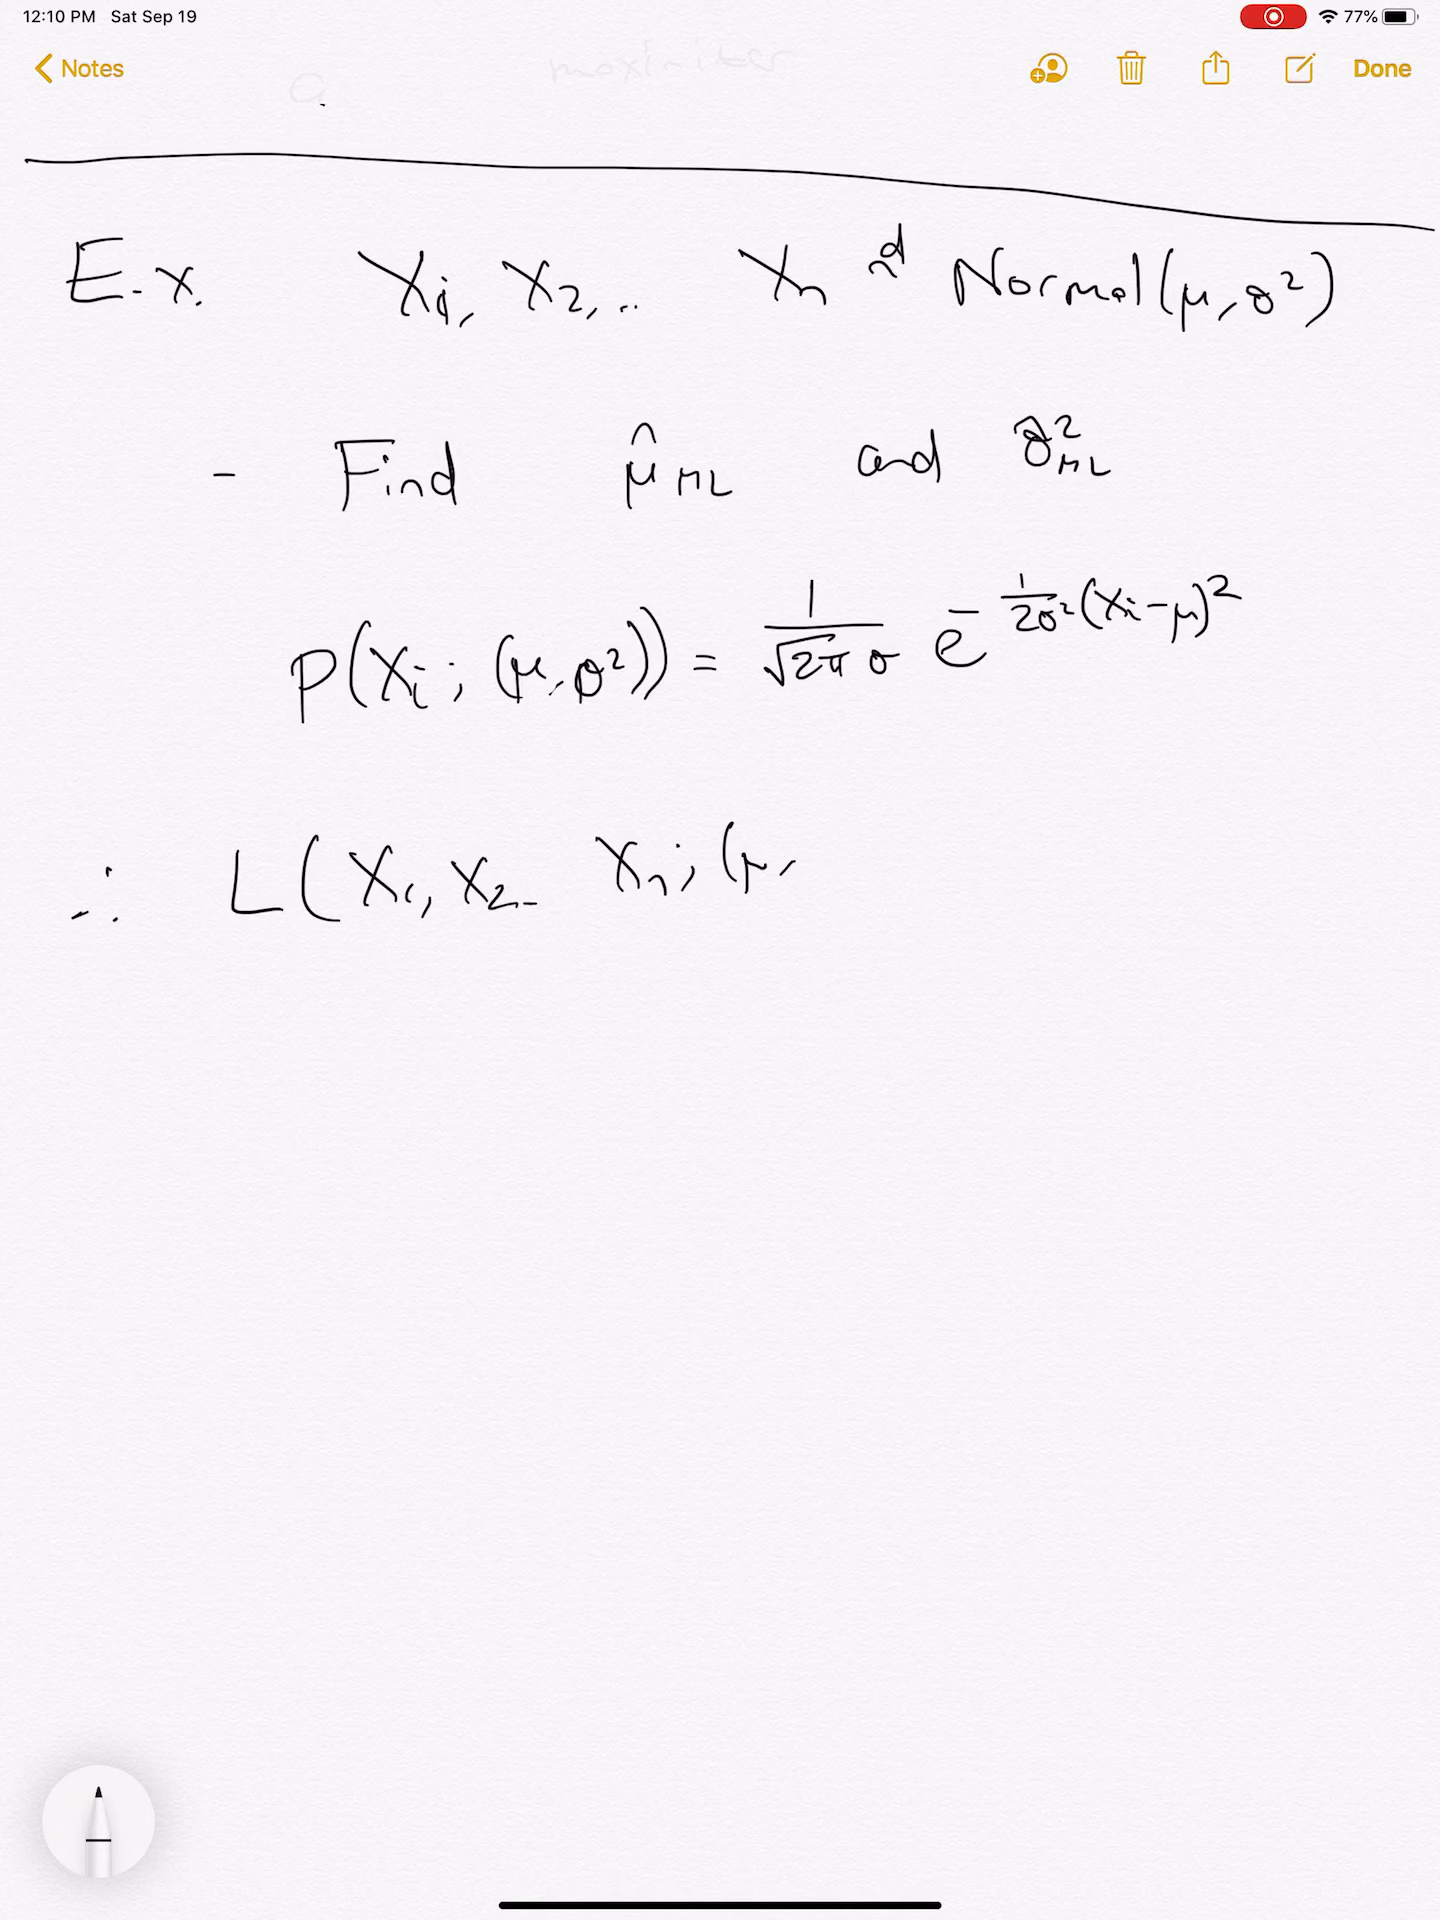 12:10 PM Sat Sep 19 77%
Notes Done
E.x. X₁, X₂, .. Xₙ Normal(μ, σ²)
- Find μ̂ ML and σ̂²ML
P(Xᵢ ; (μ, σ²)) = 1/(√2π σ) e^(- 1/2σ² (Xᵢ-μ)²)
∴ L(X₁, X₂.. Xₙ; (μ,